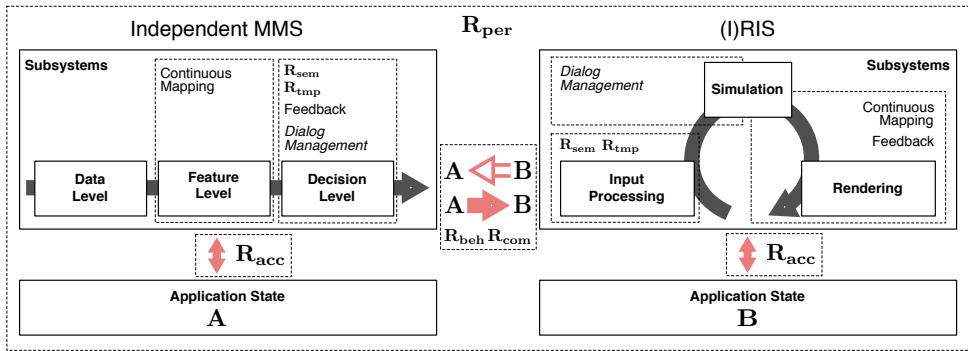 Independent MMS
R_per
(I)RIS
Subsystems
Continuous
Mapping
R_sem
R_tmp
Feedback
Dialog
Management
Data
Level
Feature
Level
Decision
Level
A B
A B
R_beh R_com
Dialog
Management
Simulation
Subsystems
Continuous
Mapping
Feedback
R_sem R_tmp
Input
Processing
Rendering
R_acc
R_acc
Application State
A
Application State
B